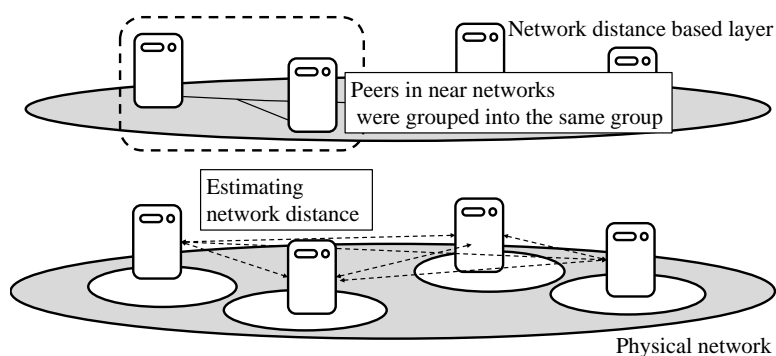 Network distance based layer
Peers in near networks
were grouped into the same group
Estimating
network distance
Physical network